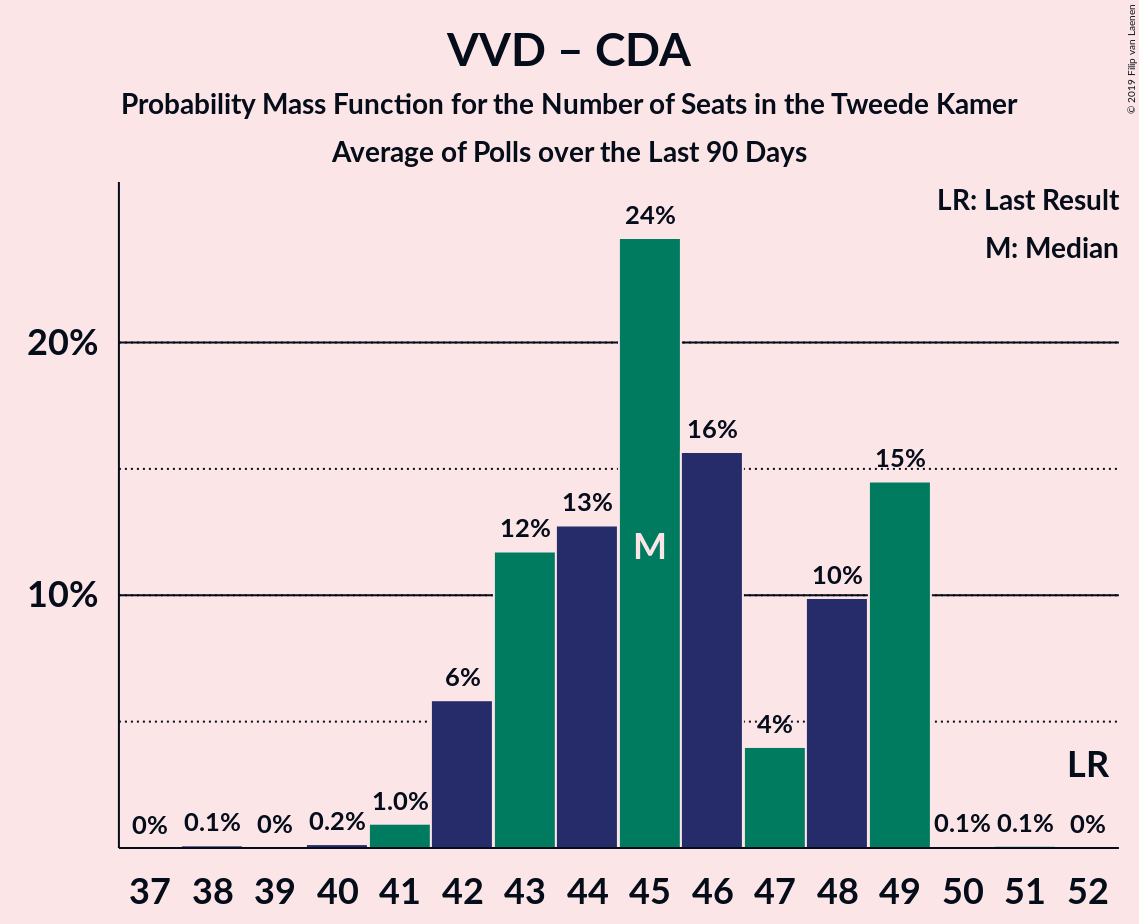 VVD – CDA
Probability Mass Function for the Number of Seats in the Tweede Kamer
Average of Polls over the Last 90 Days
© 2019 Filip van Laenen
LR: Last Result
M: Median
24%
20%
16%
15%
13%
12%
M
10%
10%
6%
4%
LR
1.0%
0% 0.1% 0% 0.2% 0.1% 0.1% 0%
37 38 39 40 41 42 43 44 45 46 47 48 49 50 51 52